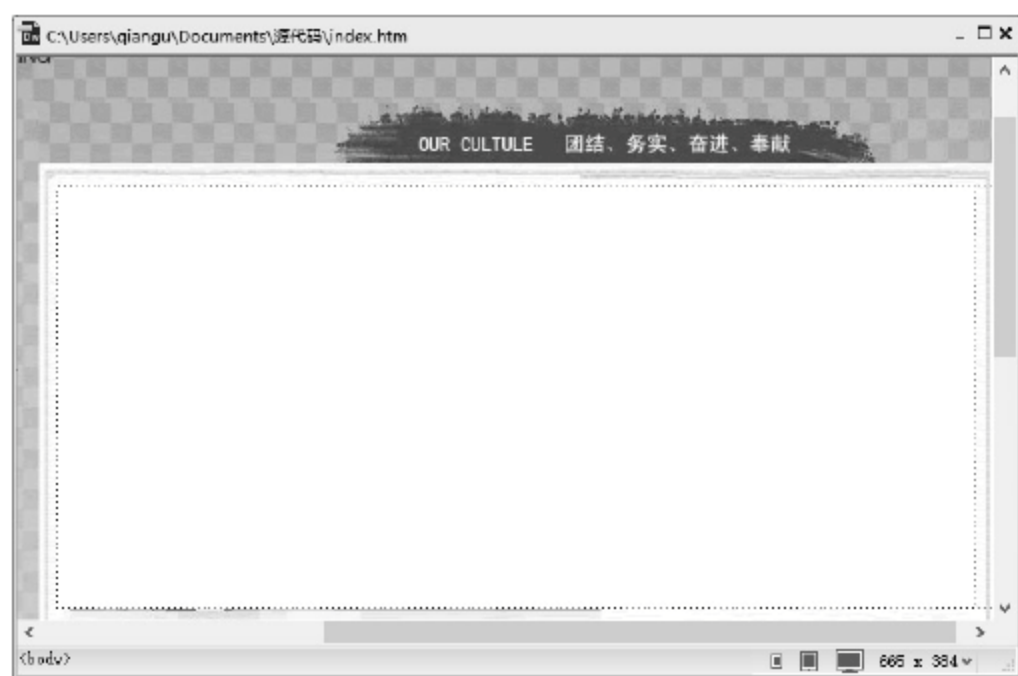 Dw C:\Users\qiangu\Documents\源代码\index.htm
OUR CULTULE 团结、务实、奋进、奉献
<body>
665 x 384